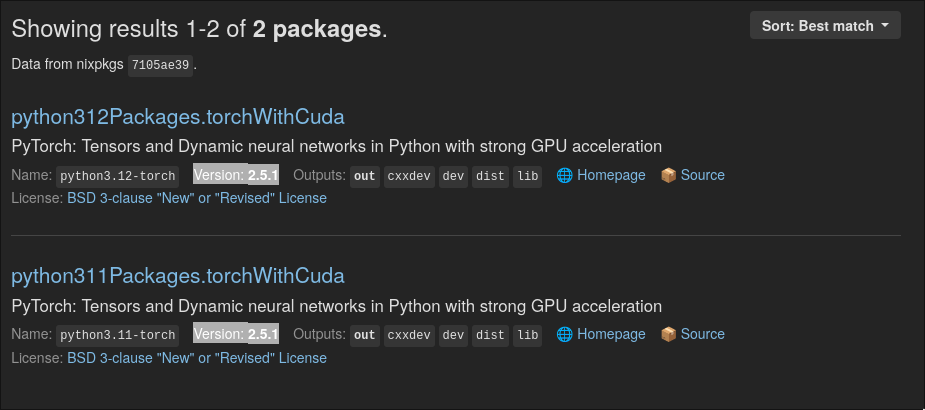 Showing results 1-2 of 2 packages.
Sort: Best match
Data from nixpkgs 7105ae39.
python312Packages.torchWithCuda
PyTorch: Tensors and Dynamic neural networks in Python with strong GPU acceleration
Name: python3.12-torch Version: 2.5.1 Outputs: out cxxdev dev dist lib Homepage Source
License: BSD 3-clause "New" or "Revised" License
python311Packages.torchWithCuda
PyTorch: Tensors and Dynamic neural networks in Python with strong GPU acceleration
Name: python3.11-torch Version: 2.5.1 Outputs: out cxxdev dev dist lib Homepage Source
License: BSD 3-clause "New" or "Revised" License